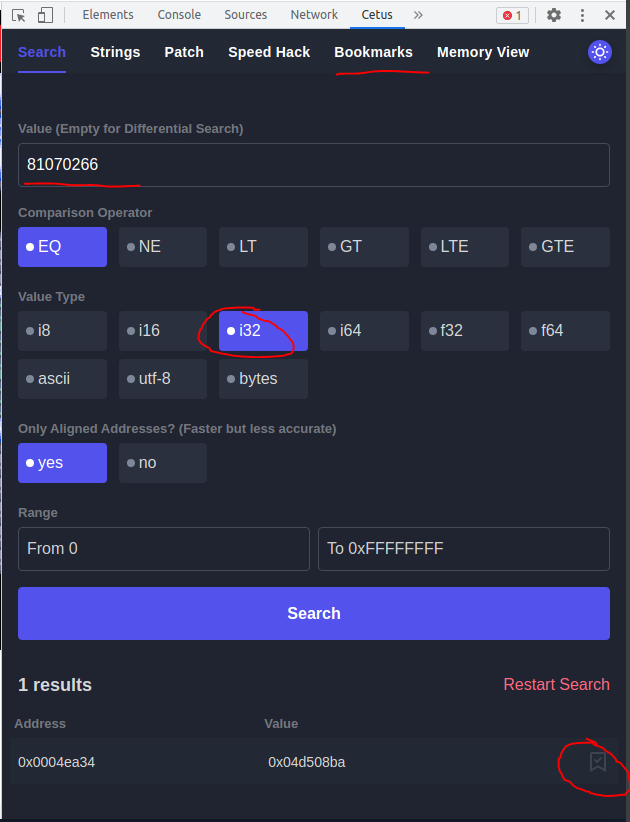 Elements Console Sources Network Cetus » 1
Search Strings Patch Speed Hack Bookmarks Memory View
Value (Empty for Differential Search)
81070266
Comparison Operator
EQ NE LT GT LTE GTE
Value Type
i8 i16 i32 i64 f32 f64
ascii utf-8 bytes
Only Aligned Addresses? (Faster but less accurate)
yes no
Range
From 0 To 0xFFFFFFFF
Search
1 results Restart Search
Address Value
0x0004ea34 0x04d508ba